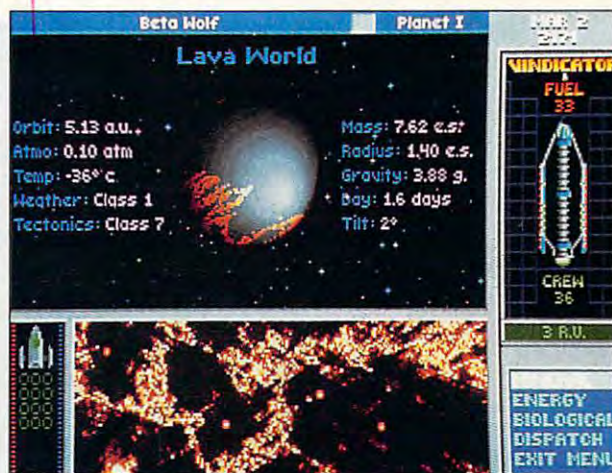 Beta Wolf Planet I
Lava World
Orbit: 5.13 a.u.
Atmo: 0.10 atm
Temp: -36° c
Weather: Class 1
Tectonics: Class 7
Mass: 7.62 e.s.
Radius: 1.40 e.s.
Gravity: 3.88 g.
Day: 1.6 days
Tilt: 2°
MAR 2
VINDICATOR
FUEL
33
CREW
36
3 R.U.
ENERGY
BIOLOGICAL
DISPATCH
EXIT MENU